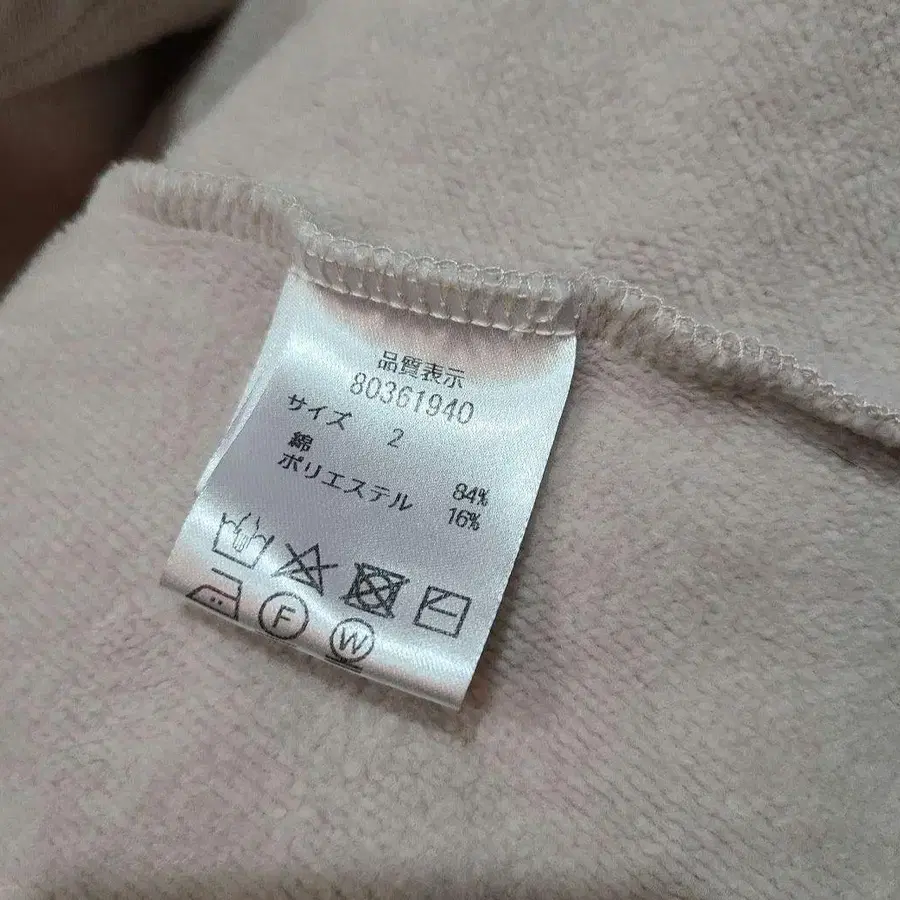 品質表示
80361940
サイズ 2
綿 84%
ポリエステル 16%
F
W